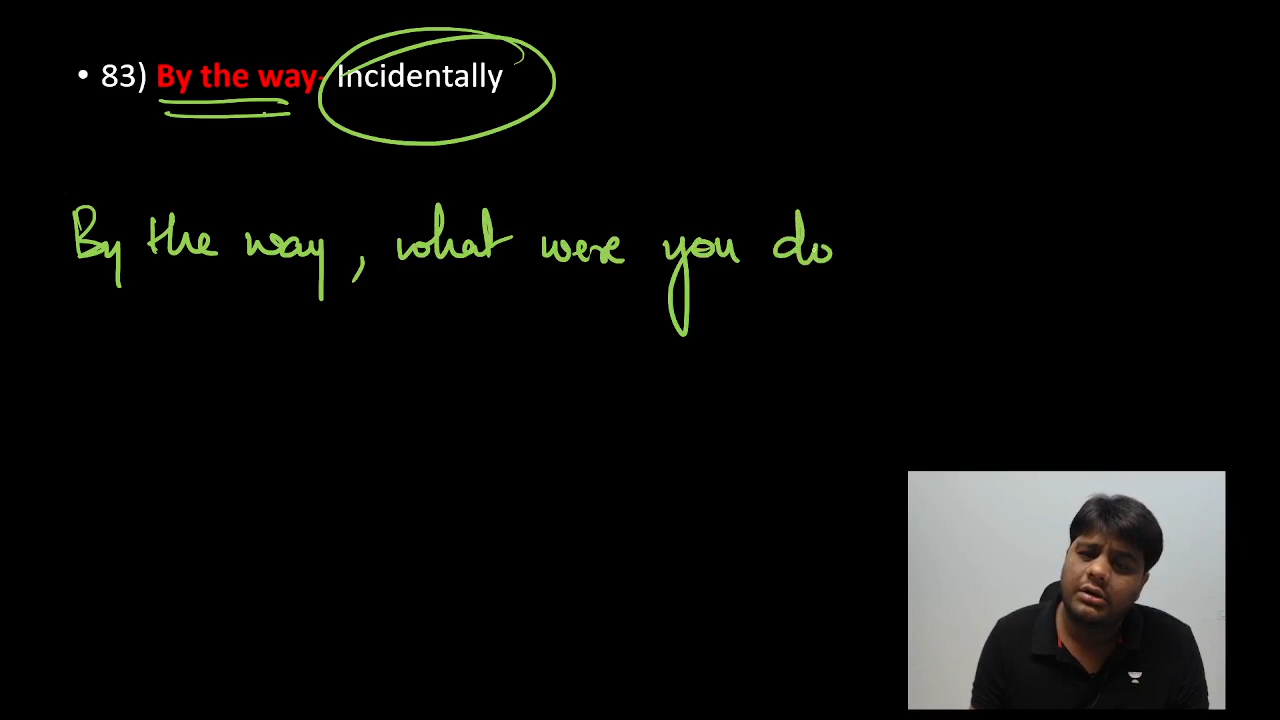 • 83) By the way- Incidentally
By the way, what were you do